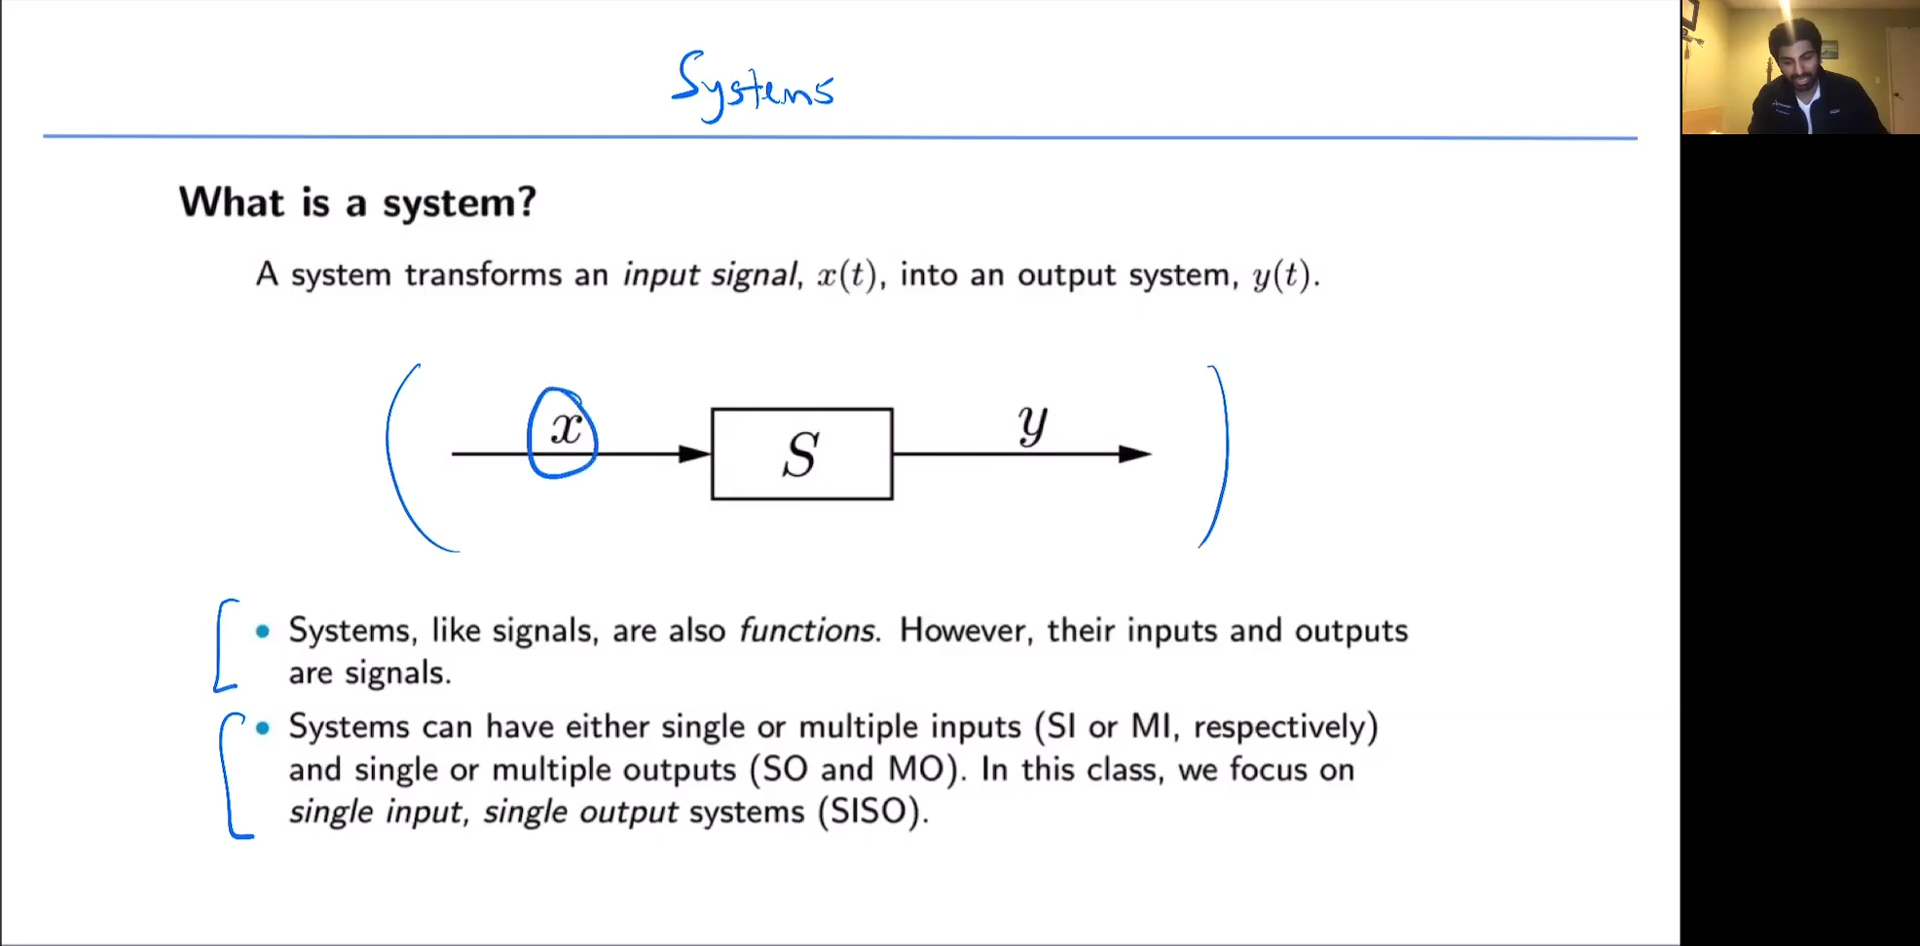 Systems
What is a system?
A system transforms an input signal, x(t), into an output system, y(t).
x
S
y
• Systems, like signals, are also functions. However, their inputs and outputs
are signals.
• Systems can have either single or multiple inputs (SI or MI, respectively)
and single or multiple outputs (SO and MO). In this class, we focus on
single input, single output systems (SISO).